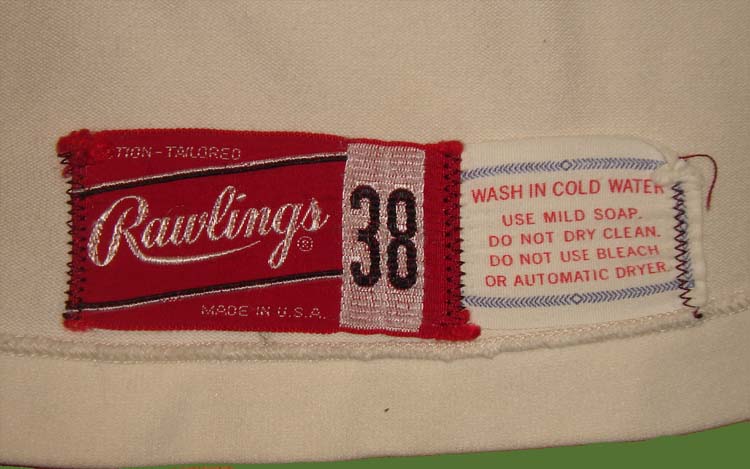 ACTION-TAILORED
Rawlings®
38
MADE IN U.S.A.
WASH IN COLD WATER
USE MILD SOAP.
DO NOT DRY CLEAN.
DO NOT USE BLEACH
OR AUTOMATIC DRYER.